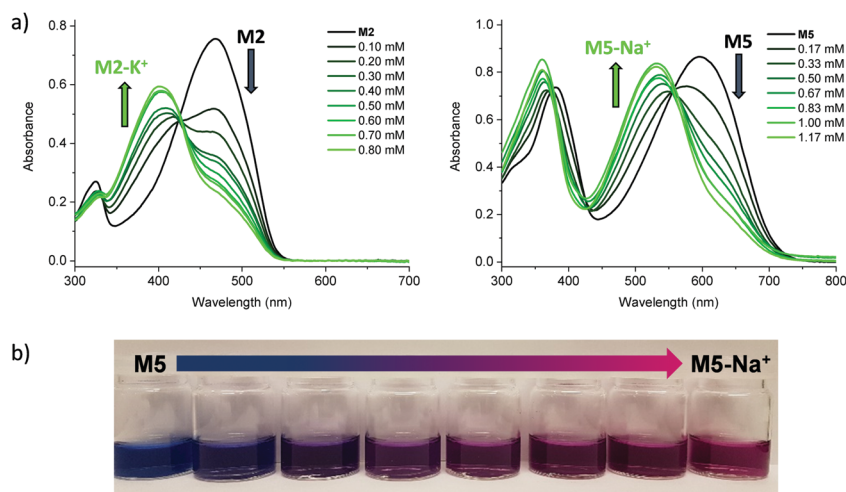 a)
M2
M2-K⁺
M2
0.10 mM
0.20 mM
0.30 mM
0.40 mM
0.50 mM
0.60 mM
0.70 mM
0.80 mM
0.8
0.6
0.4
0.2
0.0
Absorbance
300 400 500 600 700
Wavelength (nm)
M5-Na⁺
M5
M5
0.17 mM
0.33 mM
0.50 mM
0.67 mM
0.83 mM
1.00 mM
1.17 mM
1.0
0.8
0.6
0.4
0.2
0.0
Absorbance
300 400 500 600 700 800
Wavelength (nm)
b)
M5 M5-Na⁺